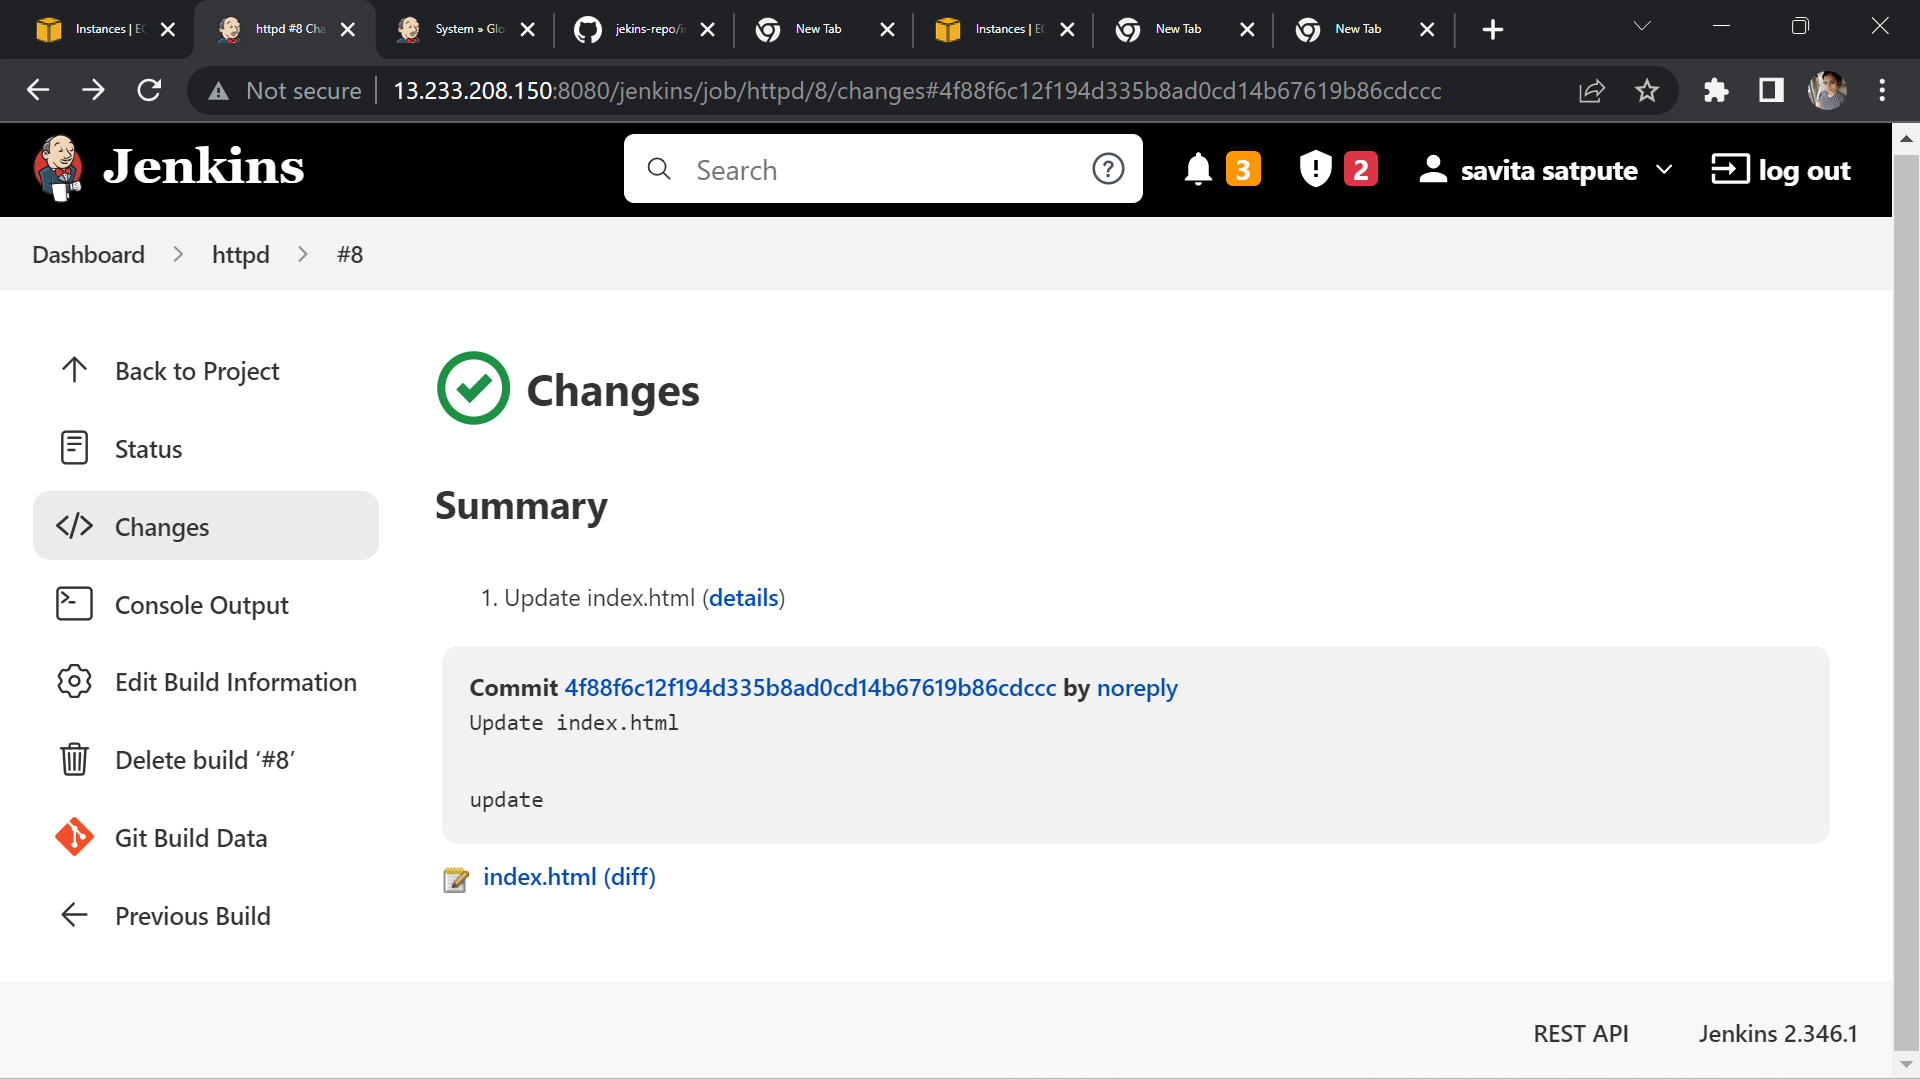 Instances | EC
httpd #8 Cha
System » Glo
jekins-repo/i
New Tab
Instances | EC
New Tab
New Tab
Not secure
13.233.208.150:8080/jenkins/job/httpd/8/changes#4f88f6c12f194d335b8ad0cd14b67619b86cdccc
Jenkins
Search
3
2
savita satpute
log out
Dashboard
httpd
#8
Back to Project
Status
Changes
Console Output
Edit Build Information
Delete build ‘#8’
Git Build Data
Previous Build
Changes
Summary
1. Update index.html (details)
Commit 4f88f6c12f194d335b8ad0cd14b67619b86cdccc by noreply
Update index.html
update
index.html (diff)
REST API
Jenkins 2.346.1